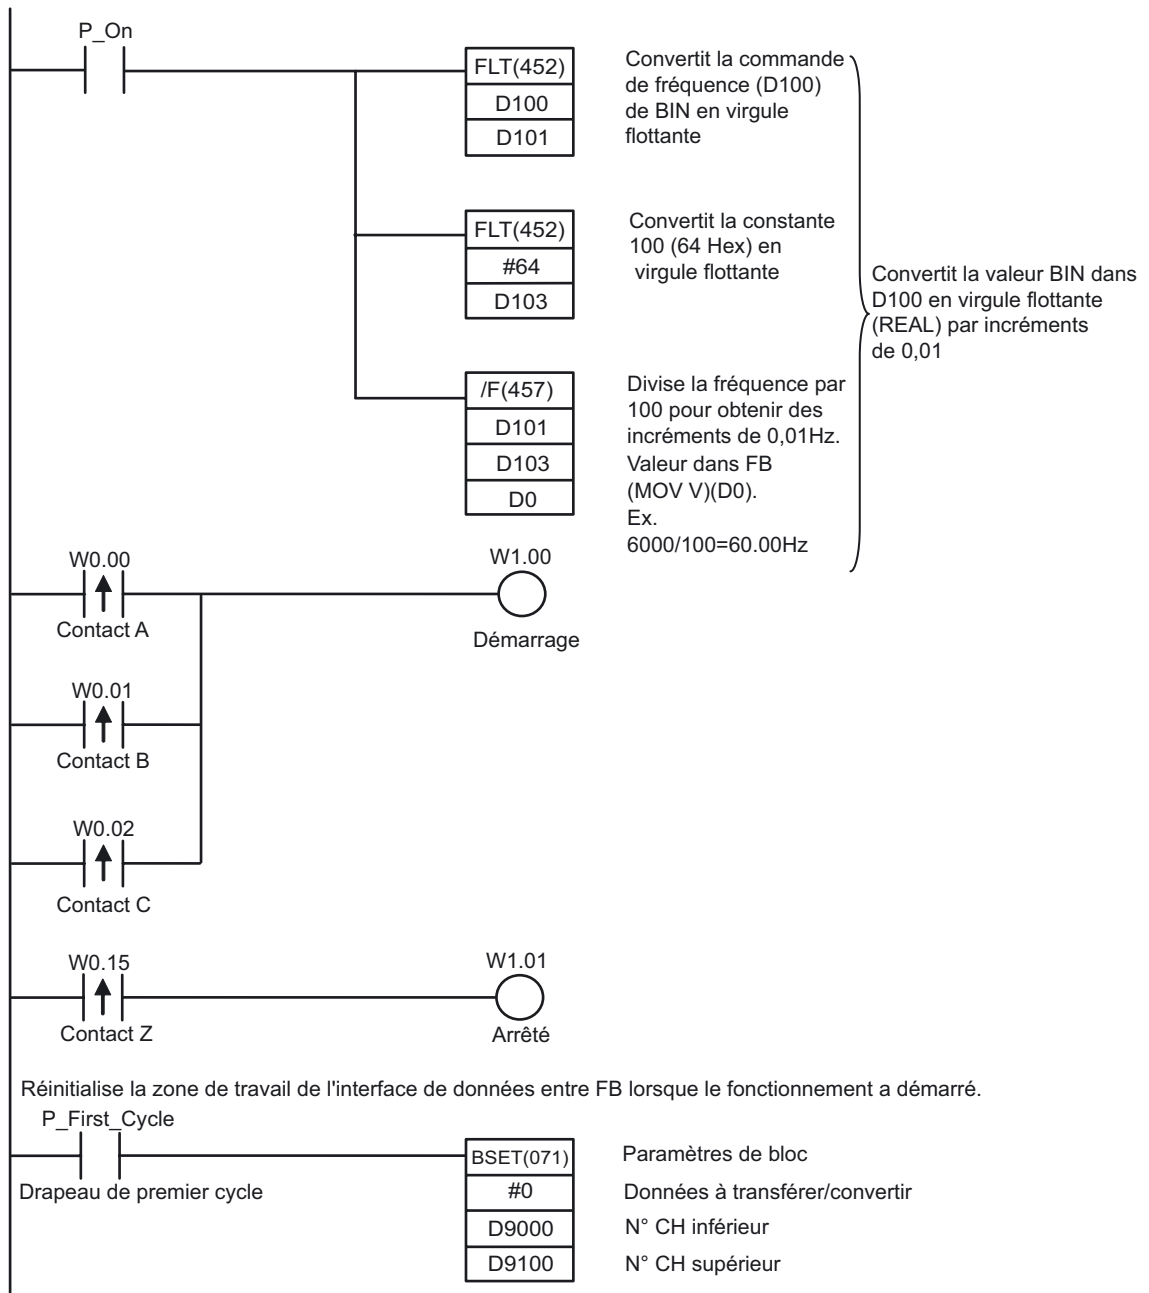 P_On
FLT(452)
D100
D101
Convertit la commande
de fréquence (D100)
de BIN en virgule
flottante
FLT(452)
#64
D103
Convertit la constante
100 (64 Hex) en
virgule flottante
Convertit la valeur BIN dans
D100 en virgule flottante
(REAL) par incréments
de 0,01
/F(457)
D101
D103
D0
Divise la fréquence par
100 pour obtenir des
incréments de 0,01Hz.
Valeur dans FB
(MOV V)(D0).
Ex.
6000/100=60.00Hz
W0.00
Contact A
W1.00
Démarrage
W0.01
Contact B
W0.02
Contact C
W0.15
Contact Z
W1.01
Arrêté
Réinitialise la zone de travail de l'interface de données entre FB lorsque le fonctionnement a démarré.
P_First_Cycle
Drapeau de premier cycle
BSET(071)
Paramètres de bloc
#0
Données à transférer/convertir
D9000
N° CH inférieur
D9100
N° CH supérieur